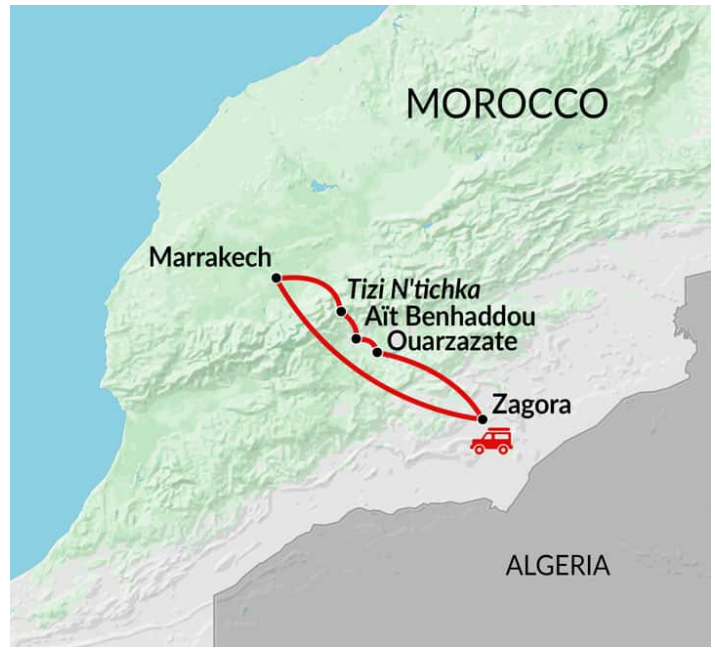 MOROCCO
Marrakech
Tizi N'tichka
Aït Benhaddou
Ouarzazate
Zagora
ALGERIA